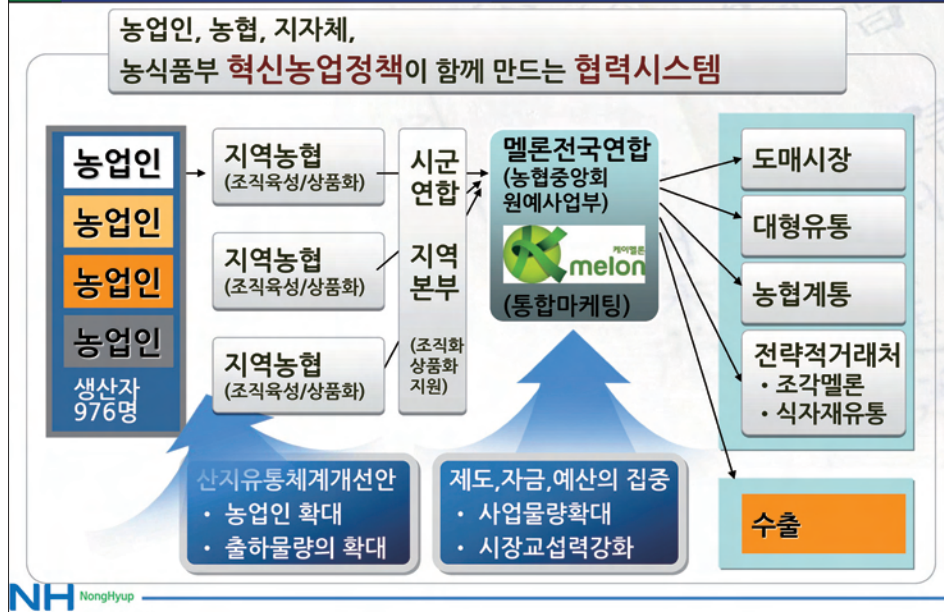 농업인, 농협, 지자체,
농식품부 혁신농업정책이 함께 만드는 협력시스템
농업인
농업인
농업인
농업인
생산자
976명
지역농협
(조직육성/상품화)
지역농협
(조직육성/상품화)
지역농협
(조직육성/상품화)
시군
연합
지역
본부
(조직화
상품화
지원)
멜론전국연합
(농협중앙회
원예사업부)
케이멜론
K melon
(통합마케팅)
도매시장
대형유통
농협계통
전략적거래처
· 조각멜론
· 식자재유통
수출
산지유통체계개선안
· 농업인 확대
· 출하물량의 확대
제도,자금,예산의 집중
· 사업물량확대
· 시장교섭력강화
NH NongHyup